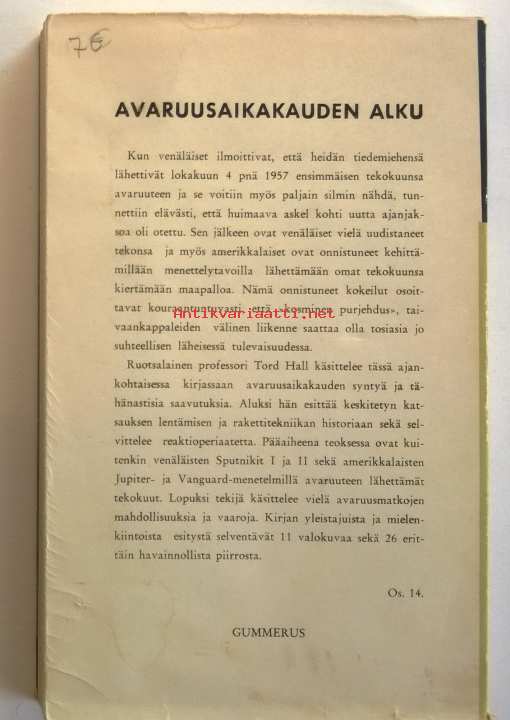 7€
AVARUUSAIKAKAUDEN ALKU
Kun venäläiset ilmoittivat, että heidän tiedemiehensä
lähettivät lokakuun 4 pnä 1957 ensimmäisen tekokuunsa
avaruuteen ja se voitiin myös paljain silmin nähdä, tun-
nettiin elävästi, että huimaava askel kohti uutta ajanjak-
soa oli otettu. Sen jälkeen ovat venäläiset vielä uudistaneet
tekonsa ja myös amerikkalaiset ovat onnistuneet kehittä-
millään menettelytavoilla lähettämään omat tekokuunsa
kiertämään maapalloa. Nämä onnistuneet kokeilut osoit-
tavat kouraantuntuvasti, että »kosminen purjehdus», tai-
vaankappaleiden välinen liikenne saattaa olla tosiasia jo
suhteellisen läheisessä tulevaisuudessa.
Ruotsalainen professori Tord Hall käsittelee tässä ajan-
kohtaisessa kirjassaan avaruusaikakauden syntyä ja tä-
hänastisia saavutuksia. Aluksi hän esittää keskitetyn kat-
sauksen lentämisen ja rakettitekniikan historiaan sekä sel-
vittelee reaktioperiaatetta. Pääaiheina teoksessa ovat kui-
tenkin venäläisten Sputnikit I ja II sekä amerikkalaisten
Jupiter- ja Vanguard-menetelmillä avaruuteen lähettämät
tekokuut. Lopuksi tekijä käsittelee vielä avaruusmatkojen
mahdollisuuksia ja vaaroja. Kirjan yleistajuista ja mielen-
kiintoista esitystä selventävät 11 valokuvaa sekä 26 erit-
täin havainnollista piirrosta.
Os. 14.
GUMMERUS
Antikvariaatti.net